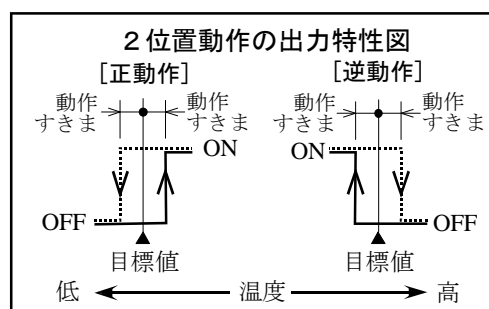 ２位置動作の出力特性図
[正動作] [逆動作]
動作 動作 動作 動作
すきま すきま すきま すきま
ON ON
OFF OFF
目標値 目標値
低 温度 高